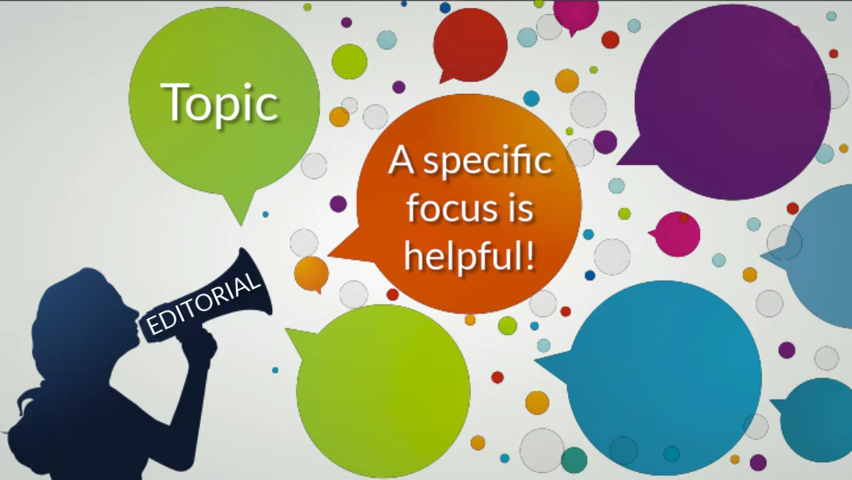 Topic
A specific
focus is
helpful!
EDITORIAL